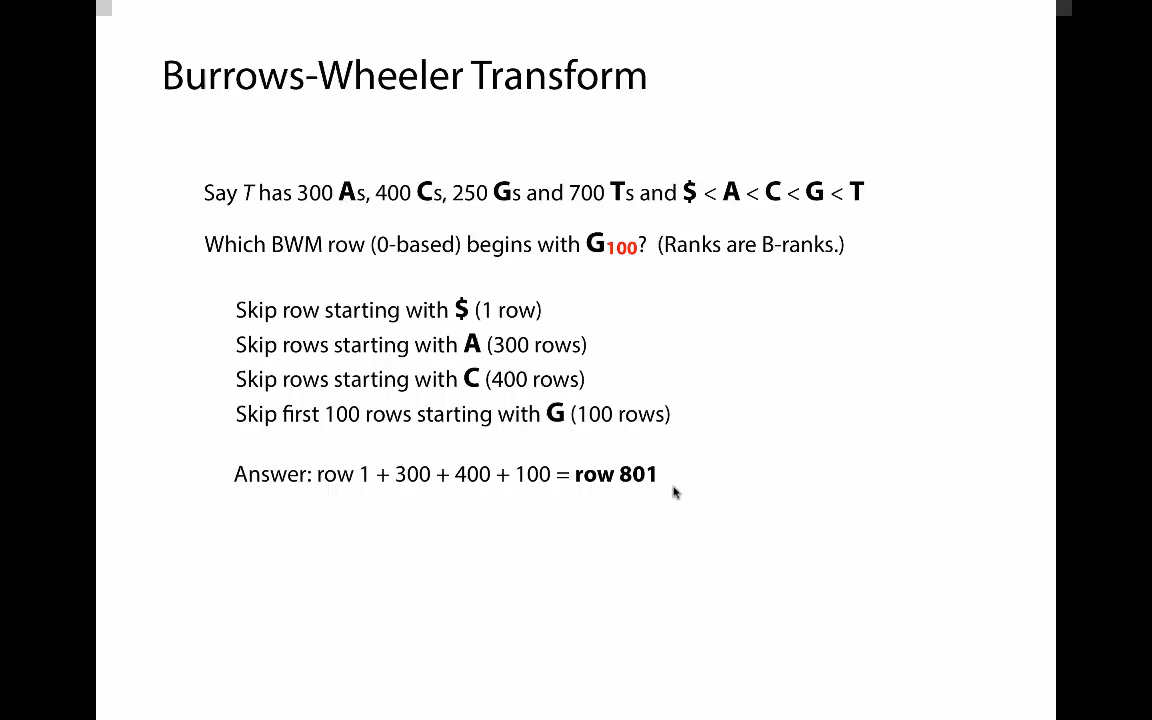 Burrows-Wheeler Transform
Say T has 300 As, 400 Cs, 250 Gs and 700 Ts and $ < A < C < G < T
Which BWM row (0-based) begins with G100? (Ranks are B-ranks.)
Skip row starting with $ (1 row)
Skip rows starting with A (300 rows)
Skip rows starting with C (400 rows)
Skip first 100 rows starting with G (100 rows)
Answer: row 1 + 300 + 400 + 100 = row 801